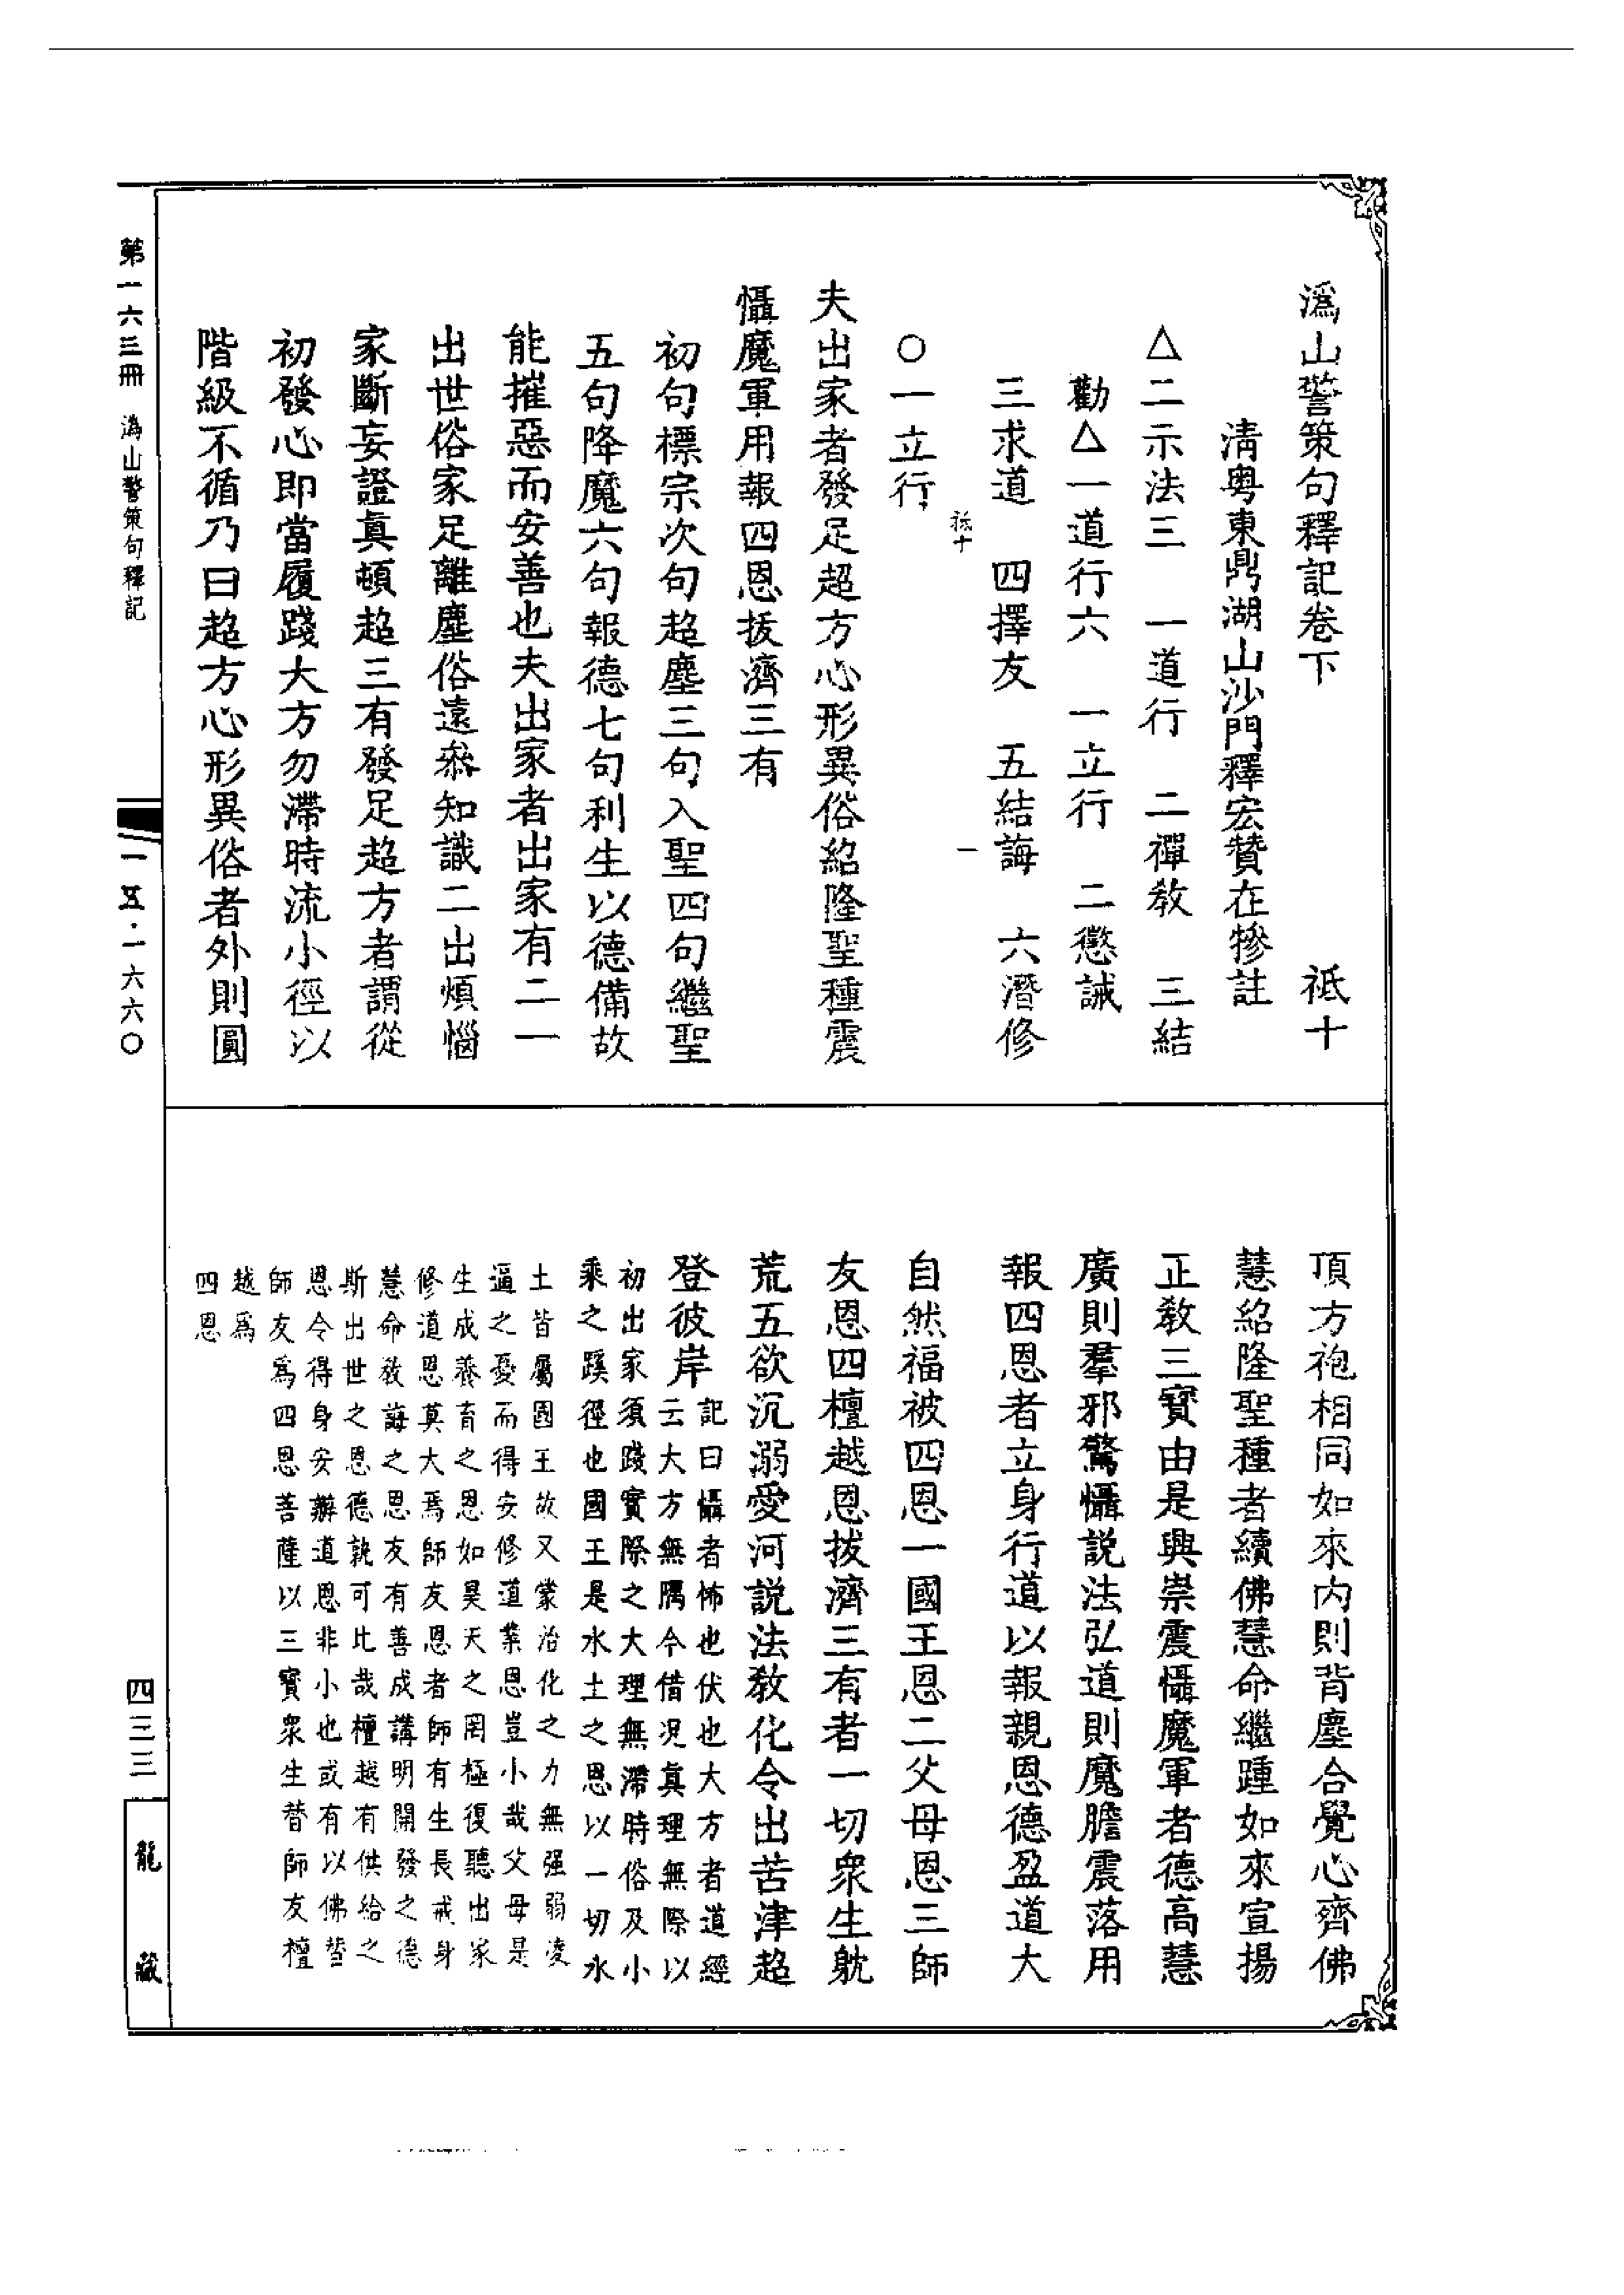 溈山警策句釋記卷下　祗十
清粤東鼎湖山沙門釋宏贊在犙註
△二示法三　一道行　二禪敎　三結
勸△一道行六　一立行　二懲誡
三求道　四擇友　五結誨　六潛修
祗十　一
○一立行
夫出家者發足超方心形異俗紹隆聖種震
懾魔軍用報四恩拔濟三有
初句標宗次句超塵三句入聖四句繼聖
五句降魔六句報德七句利生以德備故
能摧惡而安善也夫出家者出家有二一
出世俗家足離塵俗遠叅知識二出煩惱
家斷妄證眞頓超三有發足超方者謂從
初發心即當履踐大方勿滯時流小徑以
階級不循乃曰超方心形異俗者外則圓
頂方袍相同如來内則背塵合覺心齊佛
慧紹隆聖種者續佛慧命繼踵如來宣揚
正敎三寶由是興崇震懾魔軍者德高慧
廣則羣邪驚懾説法弘道則魔膽震落用
報四恩者立身行道以報親恩德盈道大
自然福被四恩一國王恩二父母恩三師
友恩四檀越恩拔濟三有者一切衆生躭
荒五欲沉溺愛河説法敎化令出苦津超
登彼岸
記曰懾者怖也伏也大方者道經
云大方無隅今借况眞理無際以
初出家須踐實際之大理無滯時俗及小
乘之蹊徑也國王是水土之恩以一切水
土皆屬國王故又蒙治化之力無强弱凌
逼之憂而得安修道業恩豈小哉父母是
生成養育之恩如昊天之罔極復聽出家
修道恩莫大焉師友恩者師有生長戒身
慧命敎誨之恩友有善成講明開發之德
斯出世之恩德孰可比哉檀越有供給之
恩令得身安辦道恩非小也或有以佛皆
師友爲四恩菩薩以三寶衆生替師友檀
越爲
四恩
第一六三冊　溈山警策句釋記
一五·一六六〇
四三三
龍藏